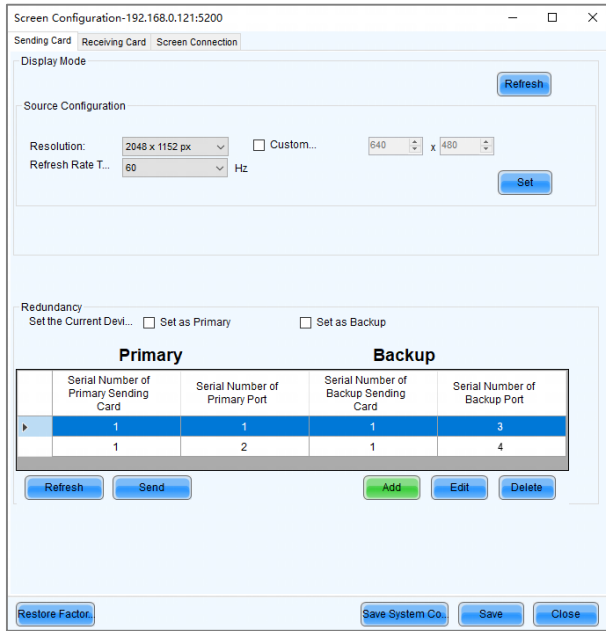 Screen Configuration-192.168.0.121:5200
Sending Card Receiving Card Screen Connection
Display Mode
Refresh
Source Configuration
Resolution: 2048 x 1152 px Custom... 640 x 480
Refresh Rate T... 60 Hz
Set
Redundancy
Set the Current Devi... Set as Primary Set as Backup
Primary Backup
Serial Number of Primary Sending Card Serial Number of Primary Port Serial Number of Backup Sending Card Serial Number of Backup Port
1 1 1 3
1 2 1 4
Refresh Send Add Edit Delete
Restore Factor.. Save System Co.. Save Close